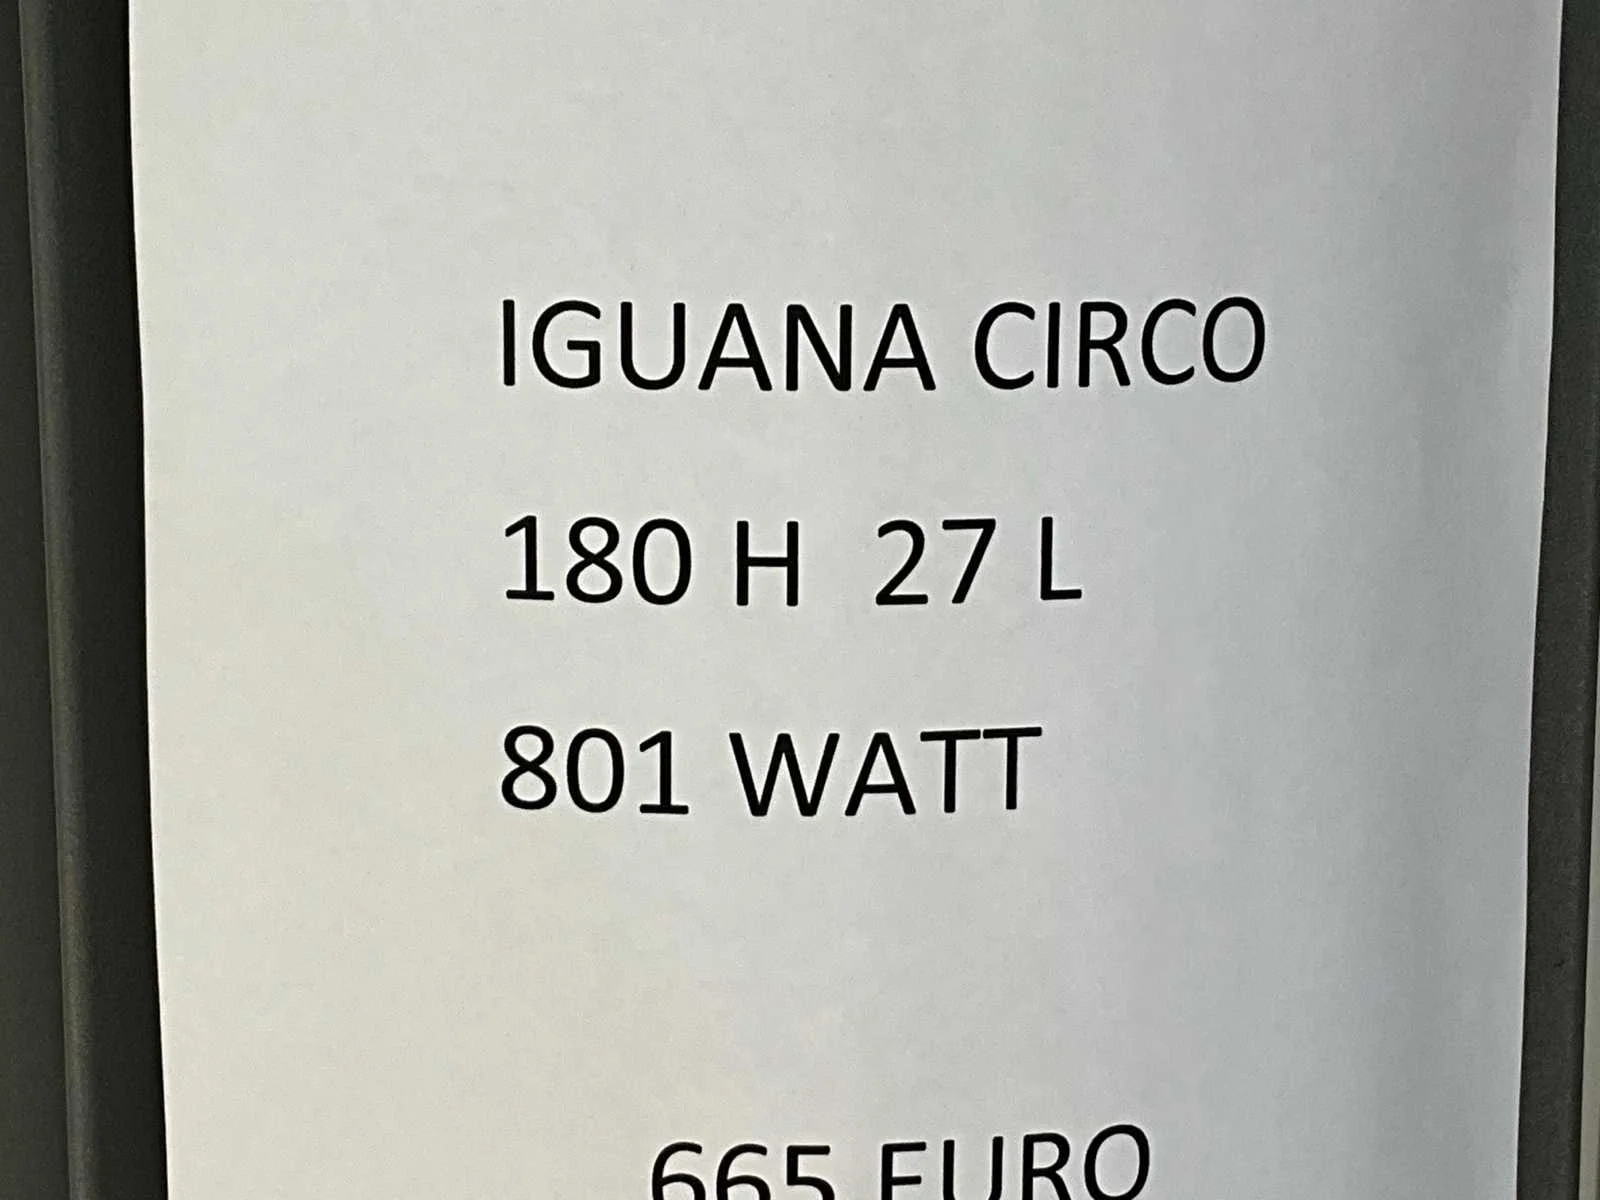 IGUANA CIRCO
180 H 27 L
801 WATT
665 EURO